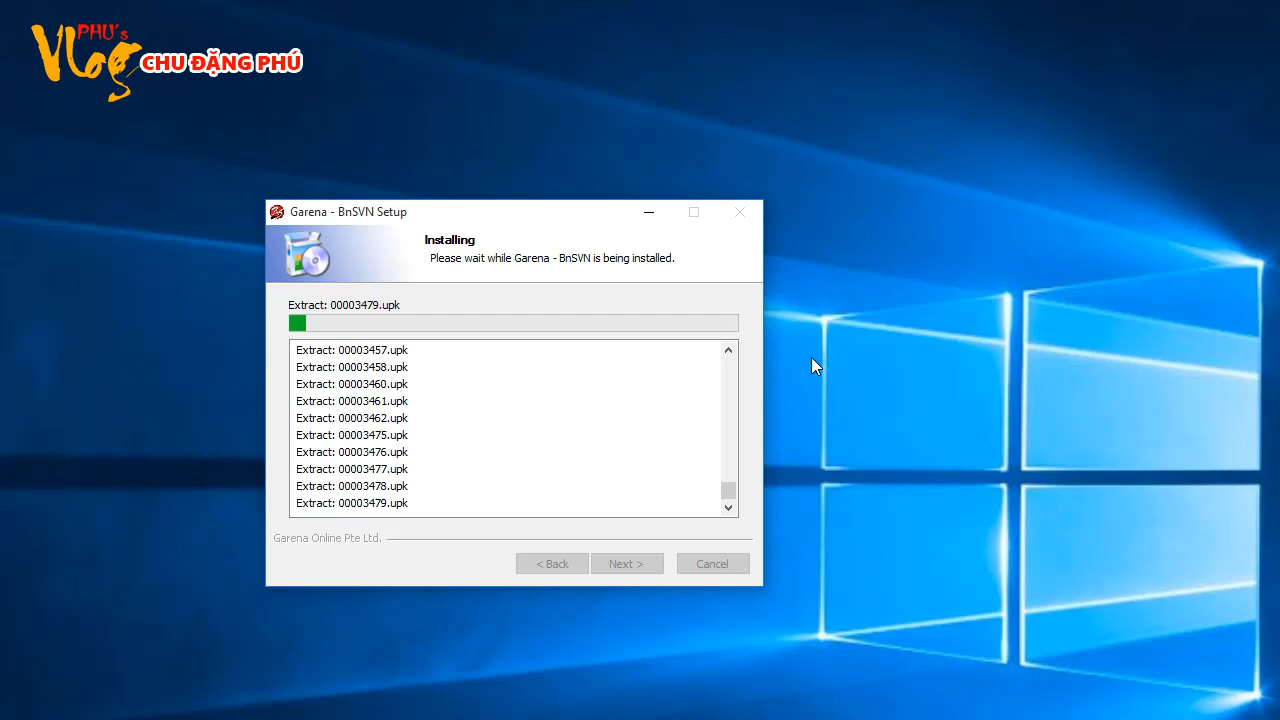 PHU's
Vlog
CHU ĐẶNG PHÚ
Garena - BnSVN Setup
Installing
Please wait while Garena - BnSVN is being installed.
Extract: 00003479.upk
Extract: 00003457.upk
Extract: 00003458.upk
Extract: 00003460.upk
Extract: 00003461.upk
Extract: 00003462.upk
Extract: 00003475.upk
Extract: 00003476.upk
Extract: 00003477.upk
Extract: 00003478.upk
Extract: 00003479.upk
Garena Online Pte Ltd.
< Back Next > Cancel